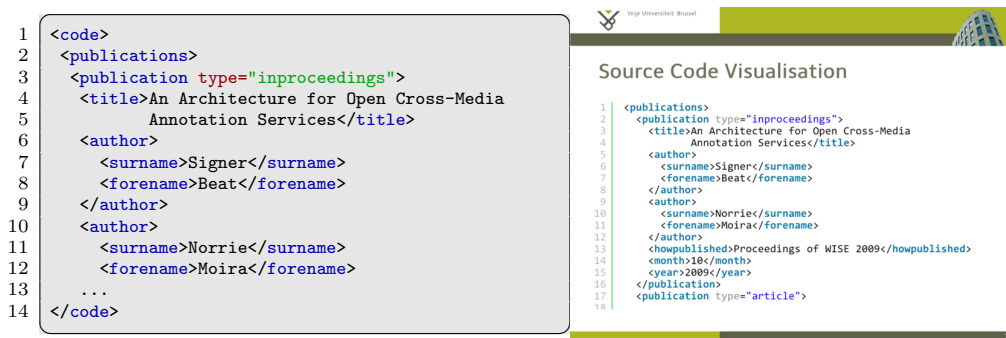 1 <code>
2 <publications>
3 <publication type="inproceedings">
4 <title>An Architecture for Open Cross-Media
5 Annotation Services</title>
6 <author>
7 <surname>Signer</surname>
8 <forename>Beat</forename>
9 </author>
10 <author>
11 <surname>Norrie</surname>
12 <forename>Moira</forename>
13 ...
14 </code>
Vrije Universiteit Brussel
Source Code Visualisation
1 <publications>
2 <publication type="inproceedings">
3 <title>An Architecture for Open Cross-Media
4 Annotation Services</title>
5 <author>
6 <surname>Signer</surname>
7 <forename>Beat</forename>
8 </author>
9 <author>
10 <surname>Norrie</surname>
11 <forename>Moira</forename>
12 </author>
13 <howpublished>Proceedings of WISE 2009</howpublished>
14 <month>10</month>
15 <year>2009</year>
16 </publication>
17 <publication type="article">
18